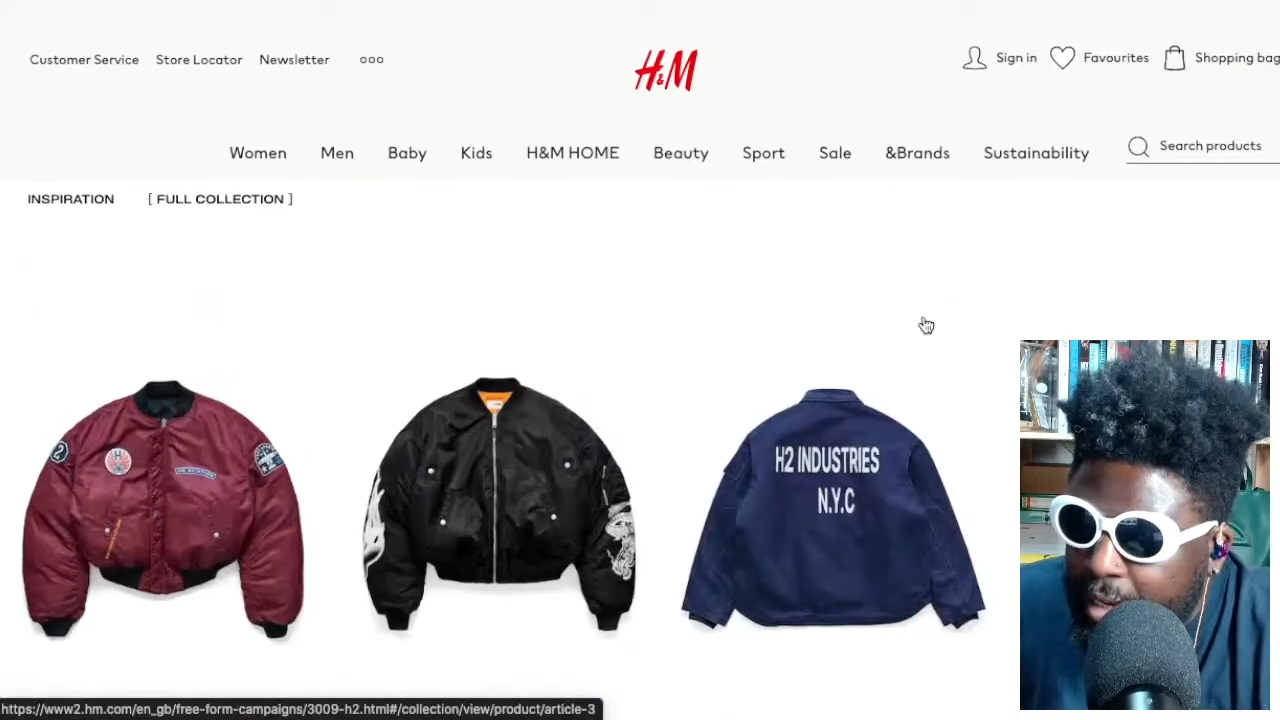 Customer Service Store Locator Newsletter
H&M
Sign in Favourites Shopping bag
Women Men Baby Kids H&M HOME Beauty Sport Sale &Brands Sustainability Search products
INSPIRATION [ FULL COLLECTION ]
2 H
H2 INDUSTRIES
N.Y.C
https://www2.hm.com/en_gb/free-form-campaigns/3009-h2.html#/collection/view/product/article-3